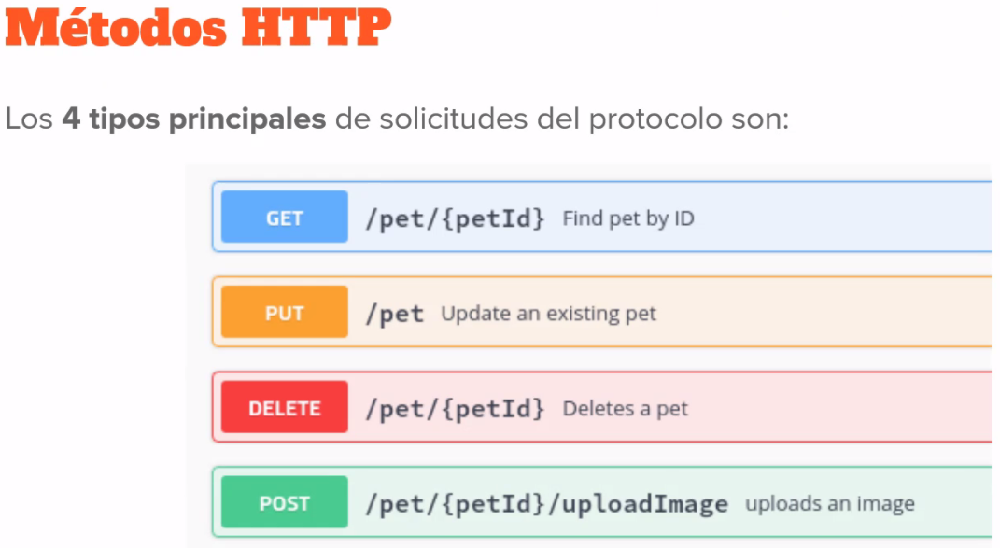 Métodos HTTP
Los 4 tipos principales de solicitudes del protocolo son:
GET /pet/{petId} Find pet by ID
PUT /pet Update an existing pet
DELETE /pet/{petId} Deletes a pet
POST /pet/{petId}/uploadImage uploads an image